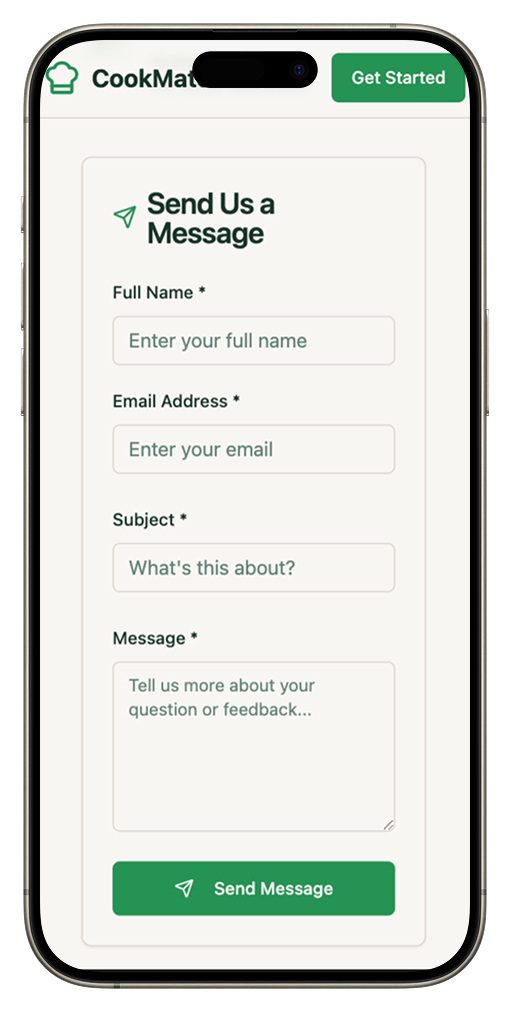 CookMat
Get Started
Send Us a
Message
Full Name *
Enter your full name
Email Address *
Enter your email
Subject *
What's this about?
Message *
Tell us more about your
question or feedback...
Send Message